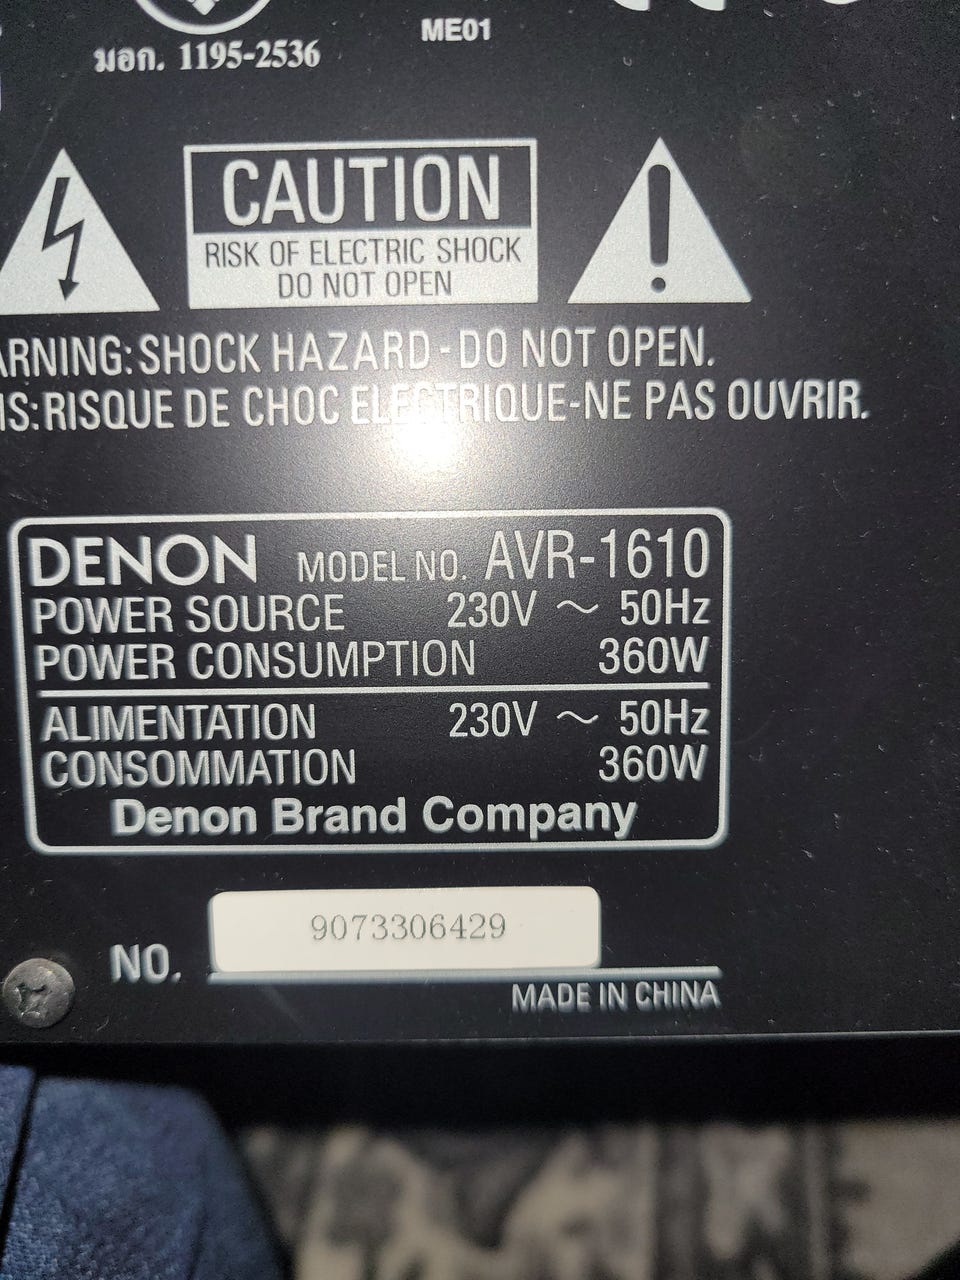 มอก. 1195-2536
ME01
CAUTION
RISK OF ELECTRIC SHOCK
DO NOT OPEN
ARNING: SHOCK HAZARD - DO NOT OPEN.
IS: RISQUE DE CHOC ELECTRIQUE-NE PAS OUVRIR.
DENON MODEL NO. AVR-1610
POWER SOURCE 230V ~ 50Hz
POWER CONSUMPTION 360W
ALIMENTATION 230V ~ 50Hz
CONSOMMATION 360W
Denon Brand Company
NO. 9073306429
MADE IN CHINA